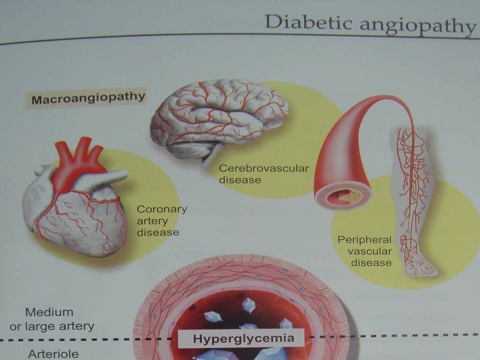 Diabetic angiopathy
Macroangiopathy
Cerebrovascular
disease
Coronary
artery
disease
Peripheral
vascular
disease
Medium
or large artery
Hyperglycemia
Arteriole